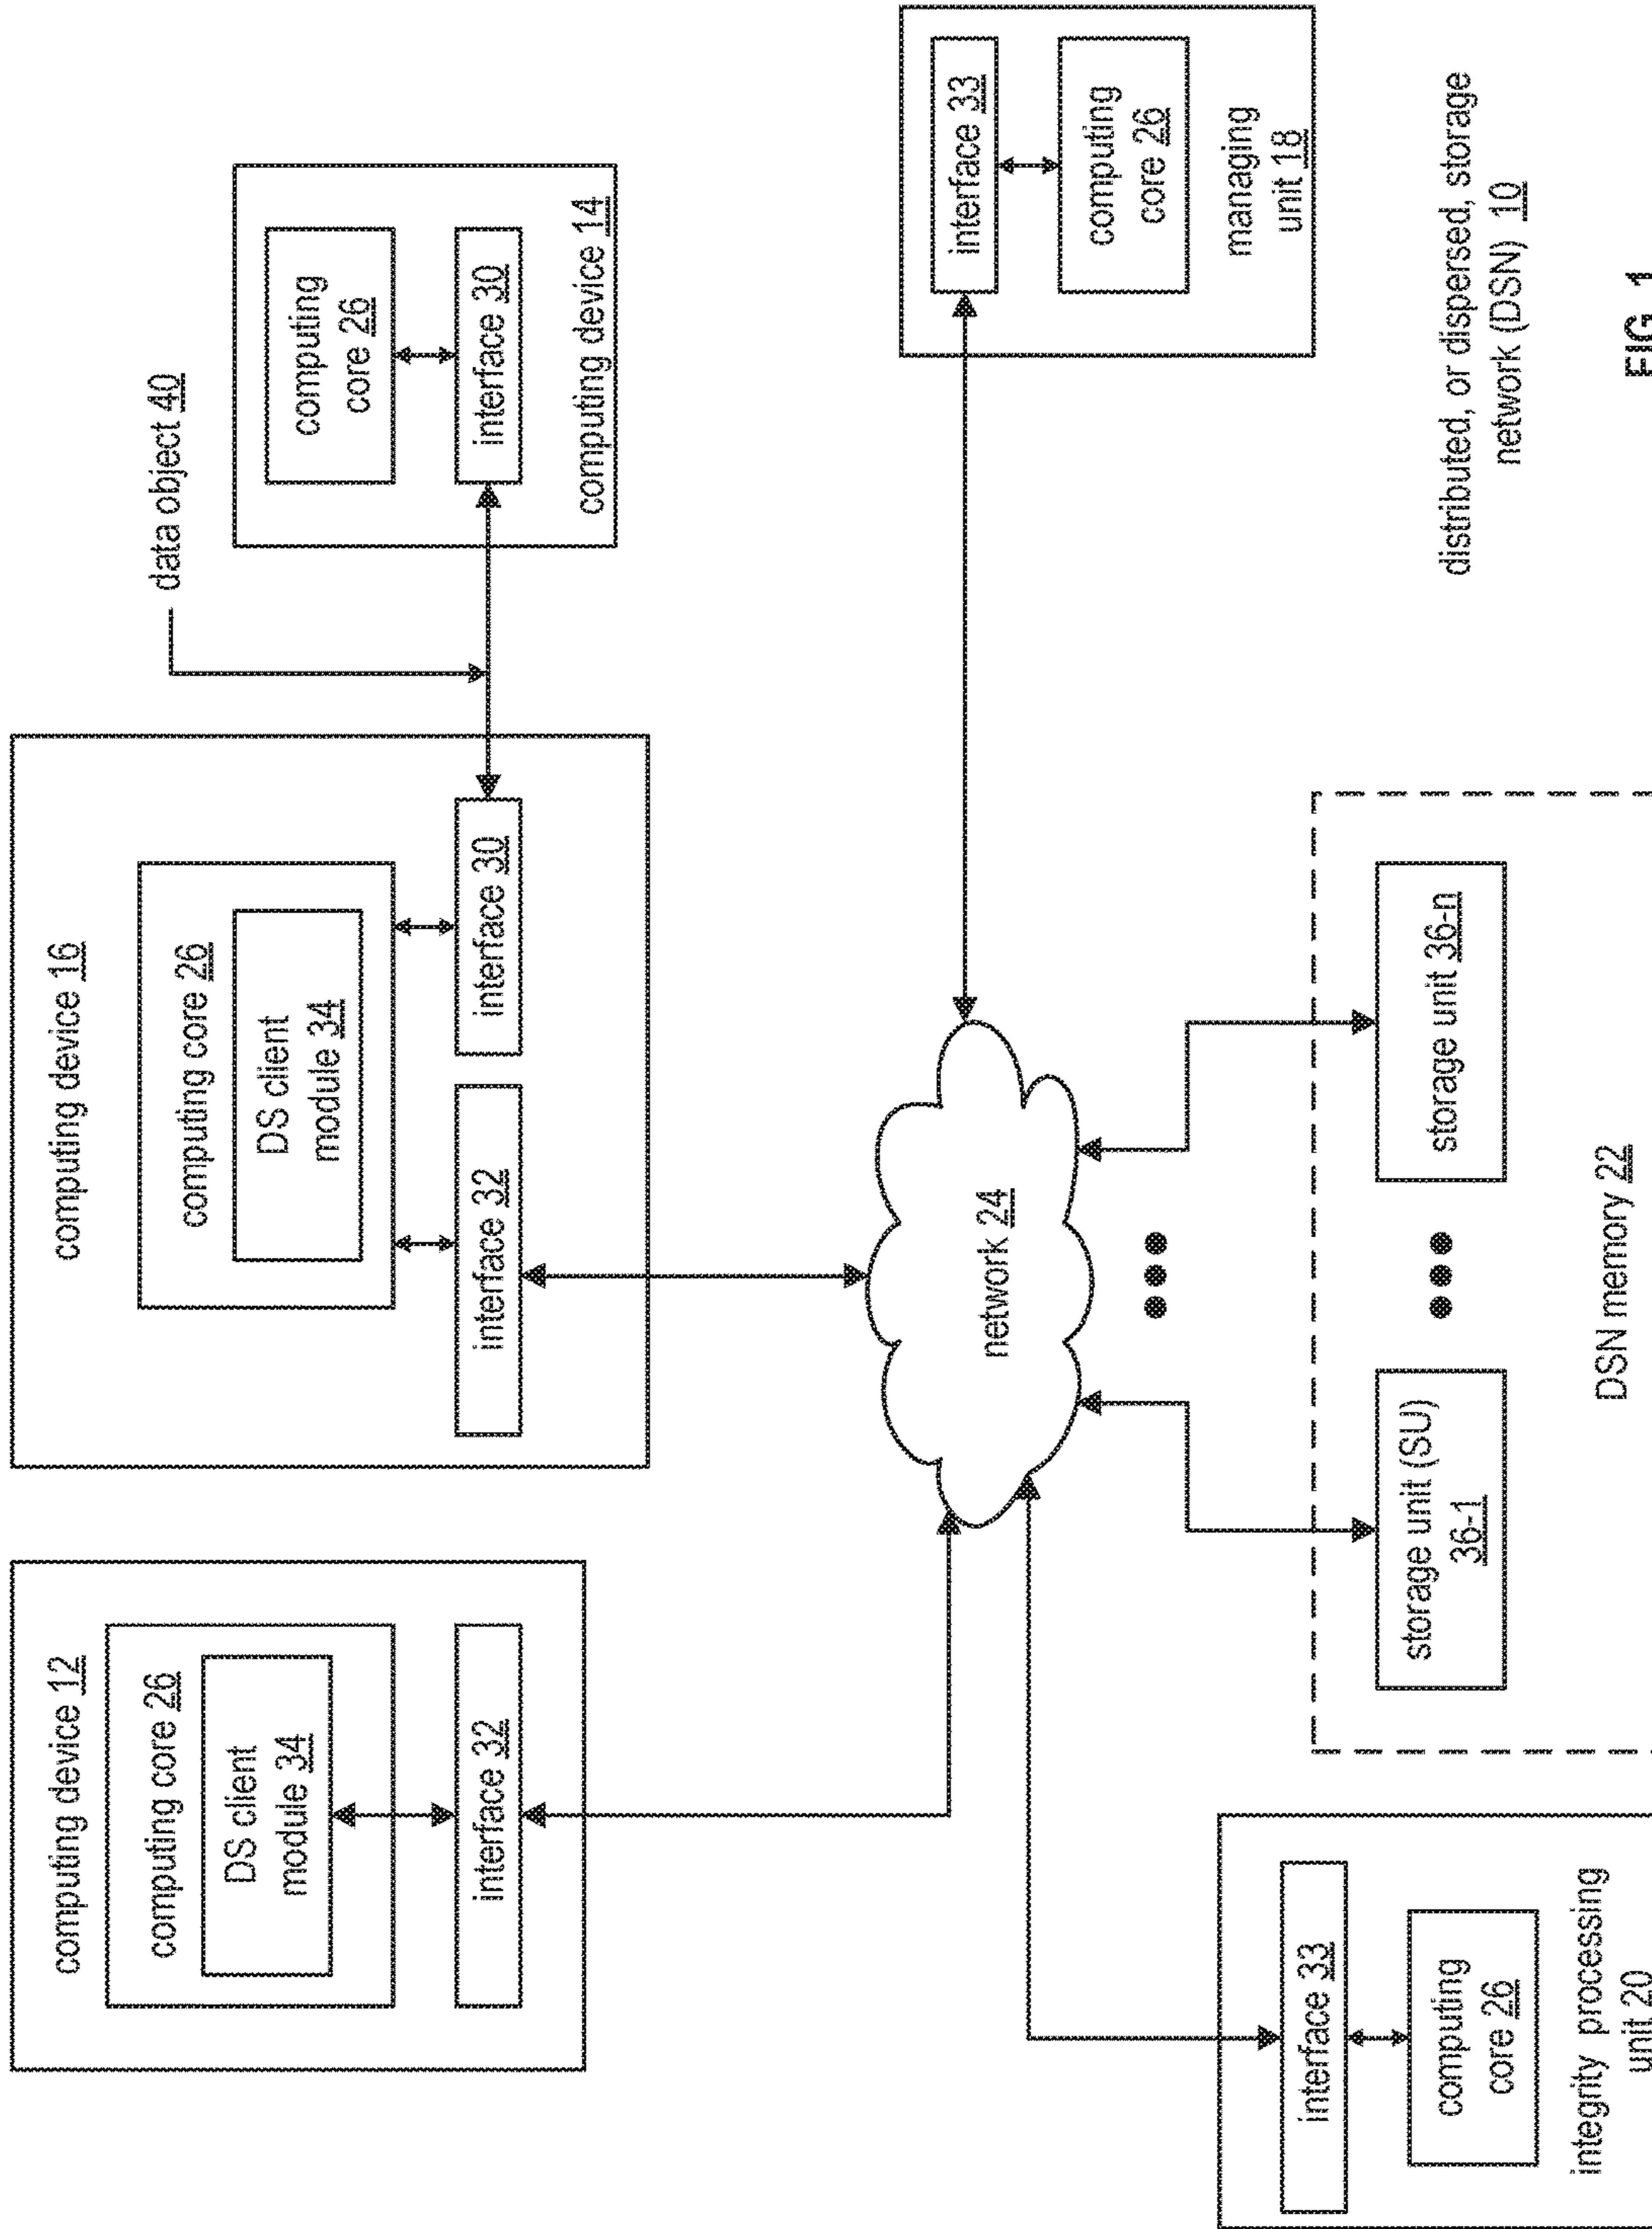 computing device 12
computing core 26
DS client
module 34
interface 32
computing device 16
computing core 26
DS client
module 34
interface 32
interface 30
data object 40
computing
core 26
interface 30
computing device 14
network 24
interface 33
computing
core 26
managing
unit 18
interface 33
computing
core 26
integrity processing
unit 20
storage unit (SU)
36-1
storage unit 36-n
DSN memory 22
distributed, or dispersed, storage
network (DSN) 10
FIG. 1